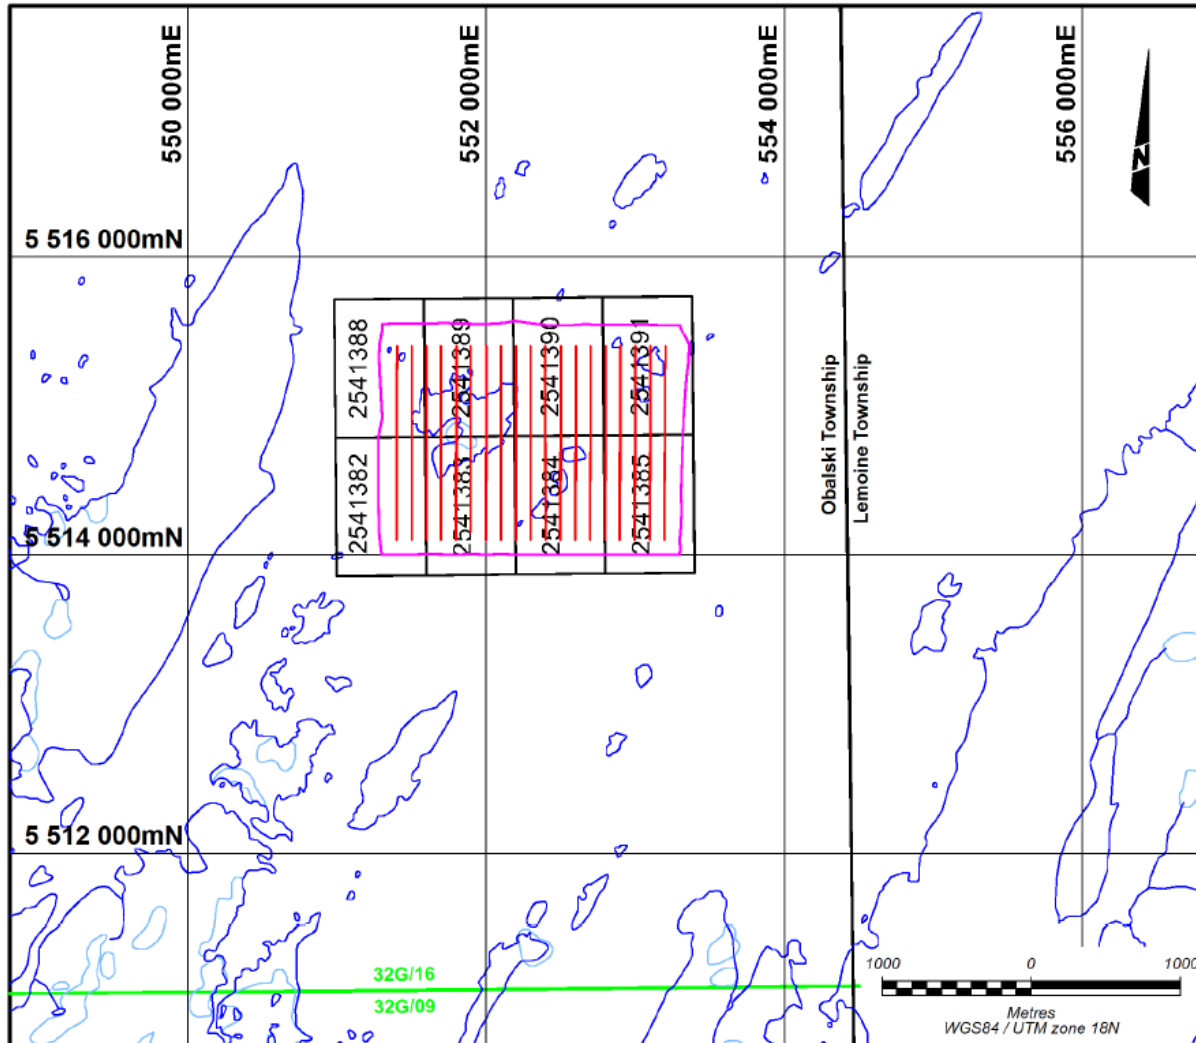 550 000mE
552 000mE
554 000mE
556 000mE
N
5 516 000mN
2541388
2541389
2541390
2541391
Obalski Township
Lemoine Township
2541382
2541383
2541384
2541385
5 514 000mN
5 512 000mN
32G/16
32G/09
1000
0
1000
Metres
WGS84 / UTM zone 18N